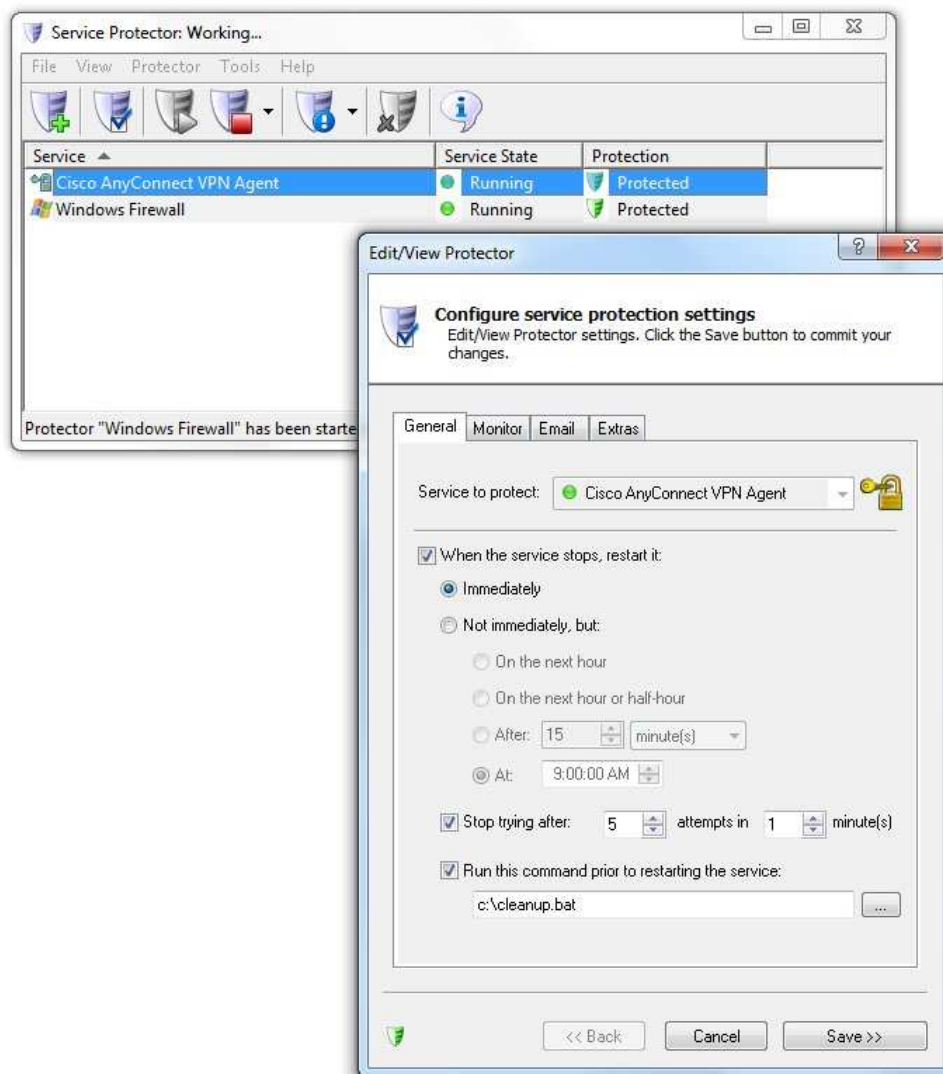 Service Protector: Working...
File View Protector Tools Help
Service Service State Protection
Cisco AnyConnect VPN Agent Running Protected
Windows Firewall Running Protected
Protector "Windows Firewall" has been starte
Edit/View Protector
Configure service protection settings
Edit/View Protector settings. Click the Save button to commit your
changes.
General Monitor Email Extras
Service to protect: Cisco AnyConnect VPN Agent
When the service stops, restart it:
Immediately
Not immediately, but:
On the next hour
On the next hour or half-hour
After: 15 minute(s)
At: 9:00:00 AM
Stop trying after: 5 attempts in 1 minute(s)
Run this command prior to restarting the service:
c:\cleanup.bat
...
<< Back Cancel Save >>